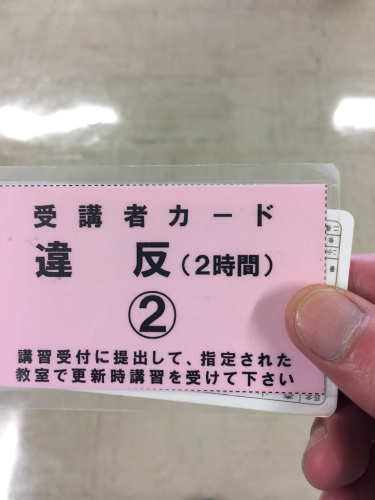 受講者カード
違反(2時間)
②
講習受付に提出して、指定された
教室で更新時講習を受けて下さい